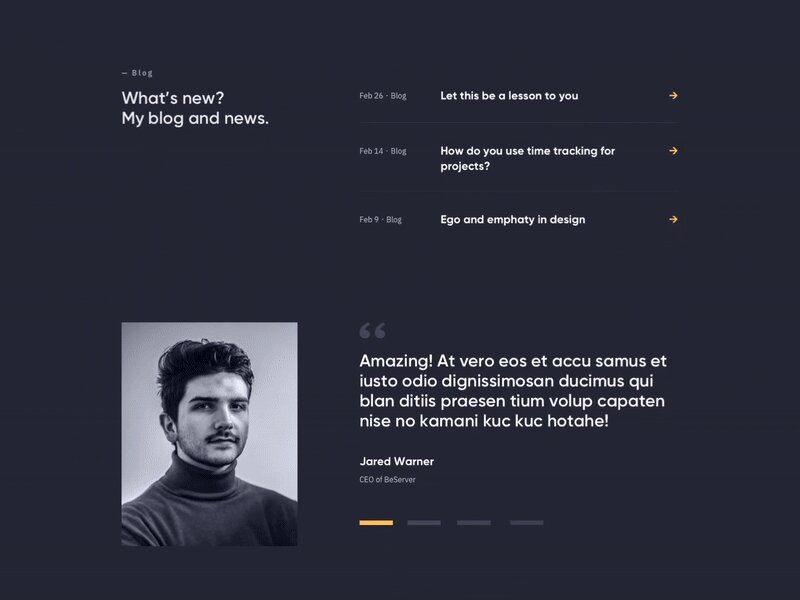 — Blog
What's new?
My blog and news.
Feb 26 · Blog
Let this be a lesson to you
→
Feb 14 · Blog
How do you use time tracking for
projects?
→
Feb 9 · Blog
Ego and emphaty in design
→
“
Amazing! At vero eos et accu samus et
iusto odio dignissimosan ducimus qui
blan ditiis praesen tium volup capaten
nise no kamani kuc kuc hotahe!
Jared Warner
CEO of BeServer